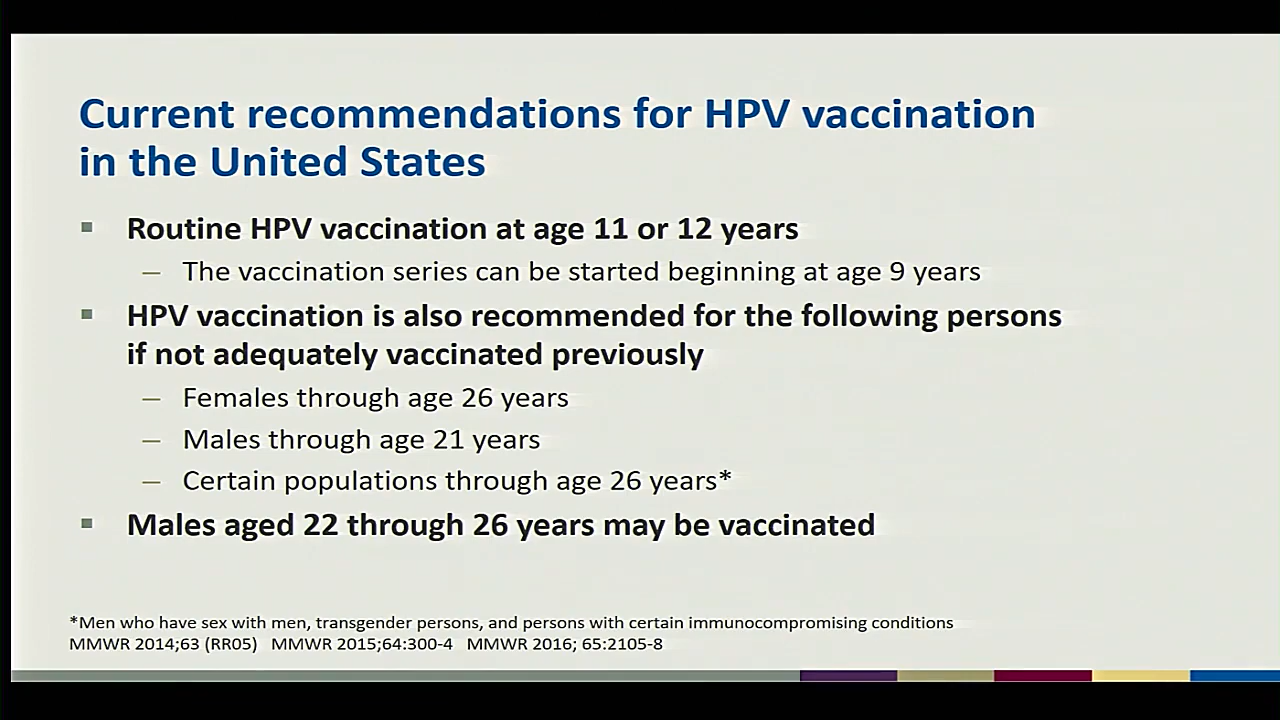 Current recommendations for HPV vaccination
in the United States
▪ Routine HPV vaccination at age 11 or 12 years
– The vaccination series can be started beginning at age 9 years
▪ HPV vaccination is also recommended for the following persons
if not adequately vaccinated previously
– Females through age 26 years
– Males through age 21 years
– Certain populations through age 26 years*
▪ Males aged 22 through 26 years may be vaccinated
*Men who have sex with men, transgender persons, and persons with certain immunocompromising conditions
MMWR 2014;63 (RR05) MMWR 2015;64:300-4 MMWR 2016; 65:2105-8